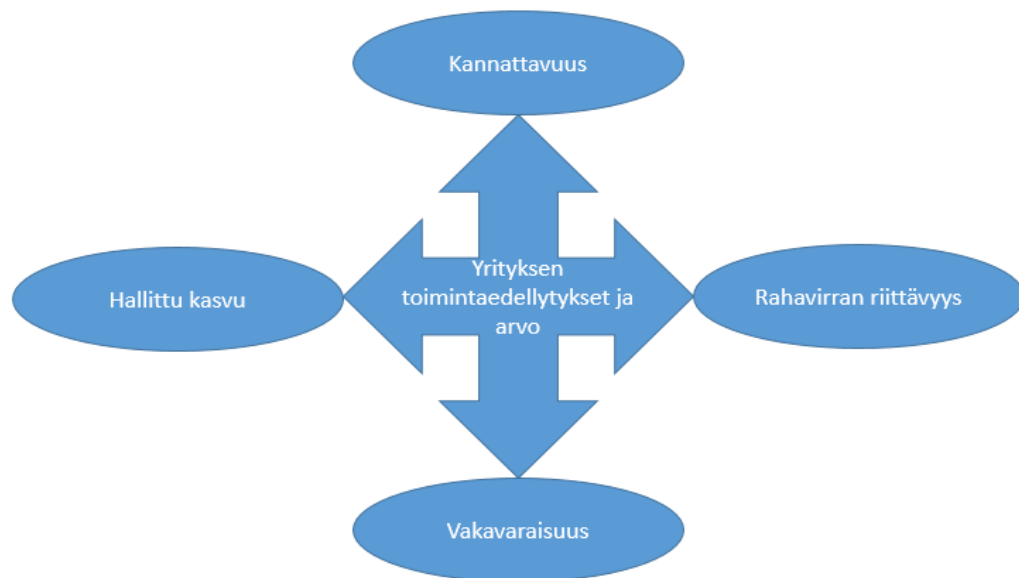 Kannattavuus
Hallittu kasvu
Yrityksen
toimintaedellytykset ja
arvo
Rahavirran riittävyys
Vakavaraisuus